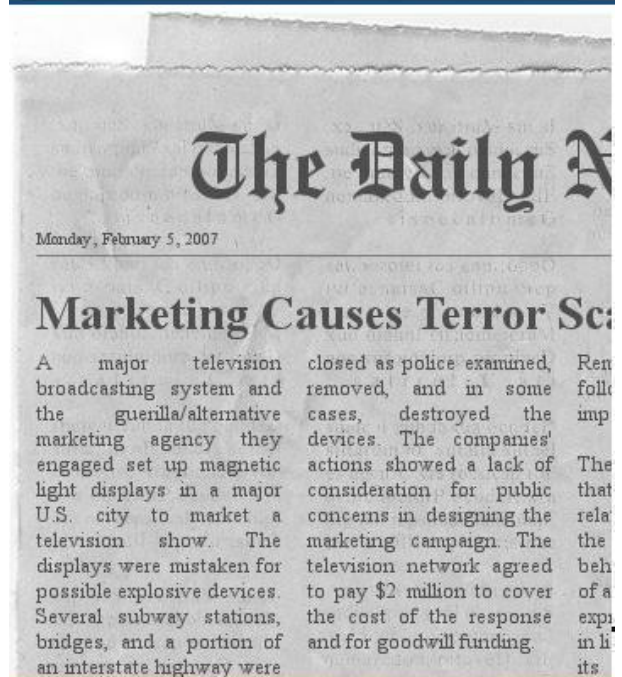 The Daily N
Monday, February 5, 2007
Marketing Causes Terror Sca
A major television
broadcasting system and
the guerilla/alternative
marketing agency they
engaged set up magnetic
light displays in a major
U.S. city to market a
television show. The
displays were mistaken for
possible explosive devices.
Several subway stations,
bridges, and a portion of
an interstate highway were
closed as police examined,
removed, and in some
cases, destroyed the
devices. The companies'
actions showed a lack of
consideration for public
concerns in designing the
marketing campaign. The
television network agreed
to pay $2 million to cover
the cost of the response
and for goodwill funding.
Rem
follo
imp
The
that
rela
the
beh
of a
expr
in li
its